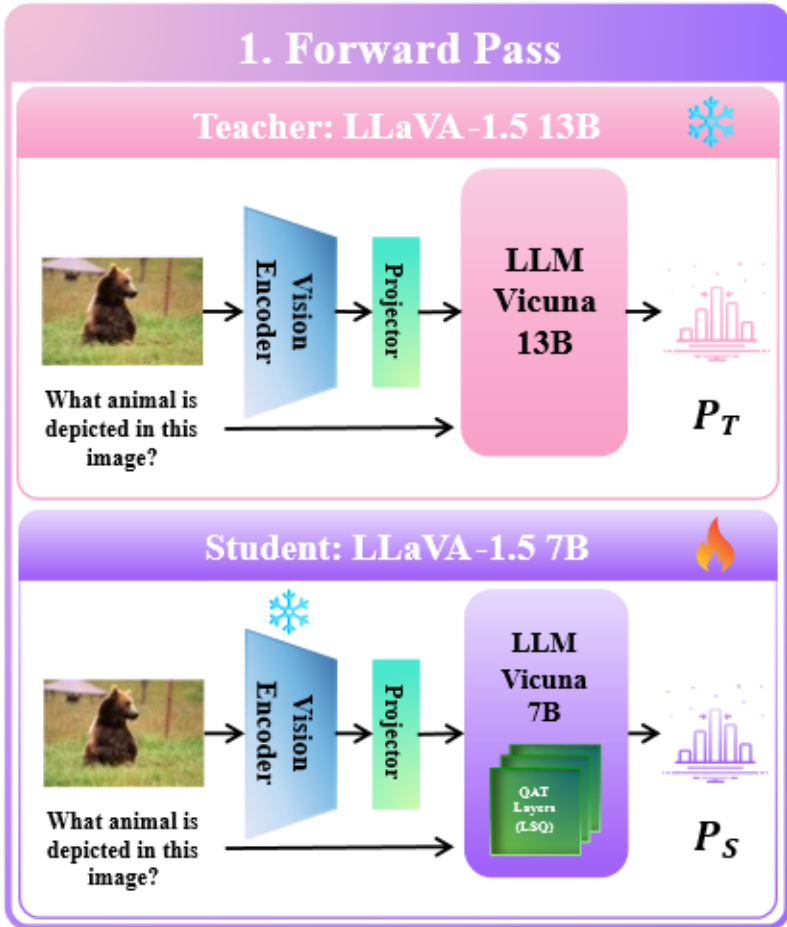 1. Forward Pass
Teacher: LLaVA-1.5 13B
Vision
Encoder
Projector
LLM
Vicuna
13B
What animal is
depicted in this
image?
P_T
Student: LLaVA-1.5 7B
Vision
Encoder
Projector
LLM
Vicuna
7B
QAT
Layers
(LSQ)
What animal is
depicted in this
image?
P_S